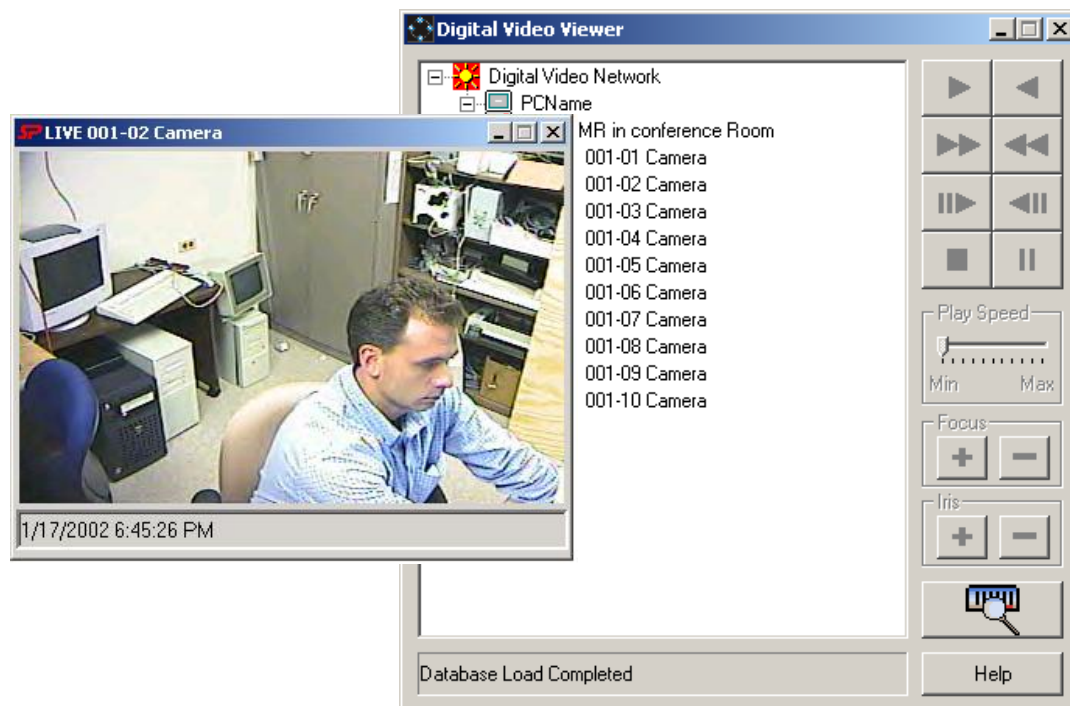 Digital Video Viewer
Digital Video Network
PCName
MR in conference Room
001-01 Camera
001-02 Camera
001-03 Camera
001-04 Camera
001-05 Camera
001-06 Camera
001-07 Camera
001-08 Camera
001-09 Camera
001-10 Camera
Play Speed
Min Max
Focus
Iris
Database Load Completed
Help
SP LIVE 001-02 Camera
1/17/2002 6:45:26 PM